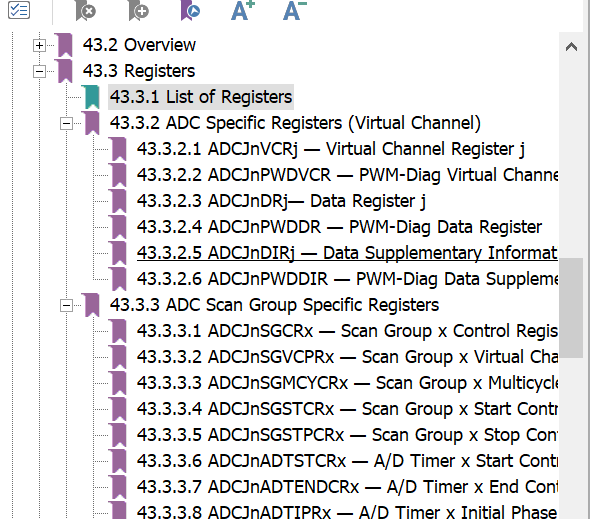 A+ A-
43.2 Overview
43.3 Registers
43.3.1 List of Registers
43.3.2 ADC Specific Registers (Virtual Channel)
43.3.2.1 ADCJnVCRj — Virtual Channel Register j
43.3.2.2 ADCJnPWDVCR — PWM-Diag Virtual Channe
43.3.2.3 ADCJnDRj— Data Register j
43.3.2.4 ADCJnPWDDR — PWM-Diag Data Register
43.3.2.5 ADCJnDIRj — Data Supplementary Informat
43.3.2.6 ADCJnPWDDIR — PWM-Diag Data Suppleme
43.3.3 ADC Scan Group Specific Registers
43.3.3.1 ADCJnSGCRx — Scan Group x Control Regis
43.3.3.2 ADCJnSGVCPRx — Scan Group x Virtual Cha
43.3.3.3 ADCJnSGMCYCRx — Scan Group x Multicycle
43.3.3.4 ADCJnSGSTCRx — Scan Group x Start Contr
43.3.3.5 ADCJnSGSTPCRx — Scan Group x Stop Con
43.3.3.6 ADCJnADTSTCRx — A/D Timer x Start Contr
43.3.3.7 ADCJnADTENDCRx — A/D Timer x End Cont
43.3.3.8 ADCJnADTIPRx — A/D Timer x Initial Phase